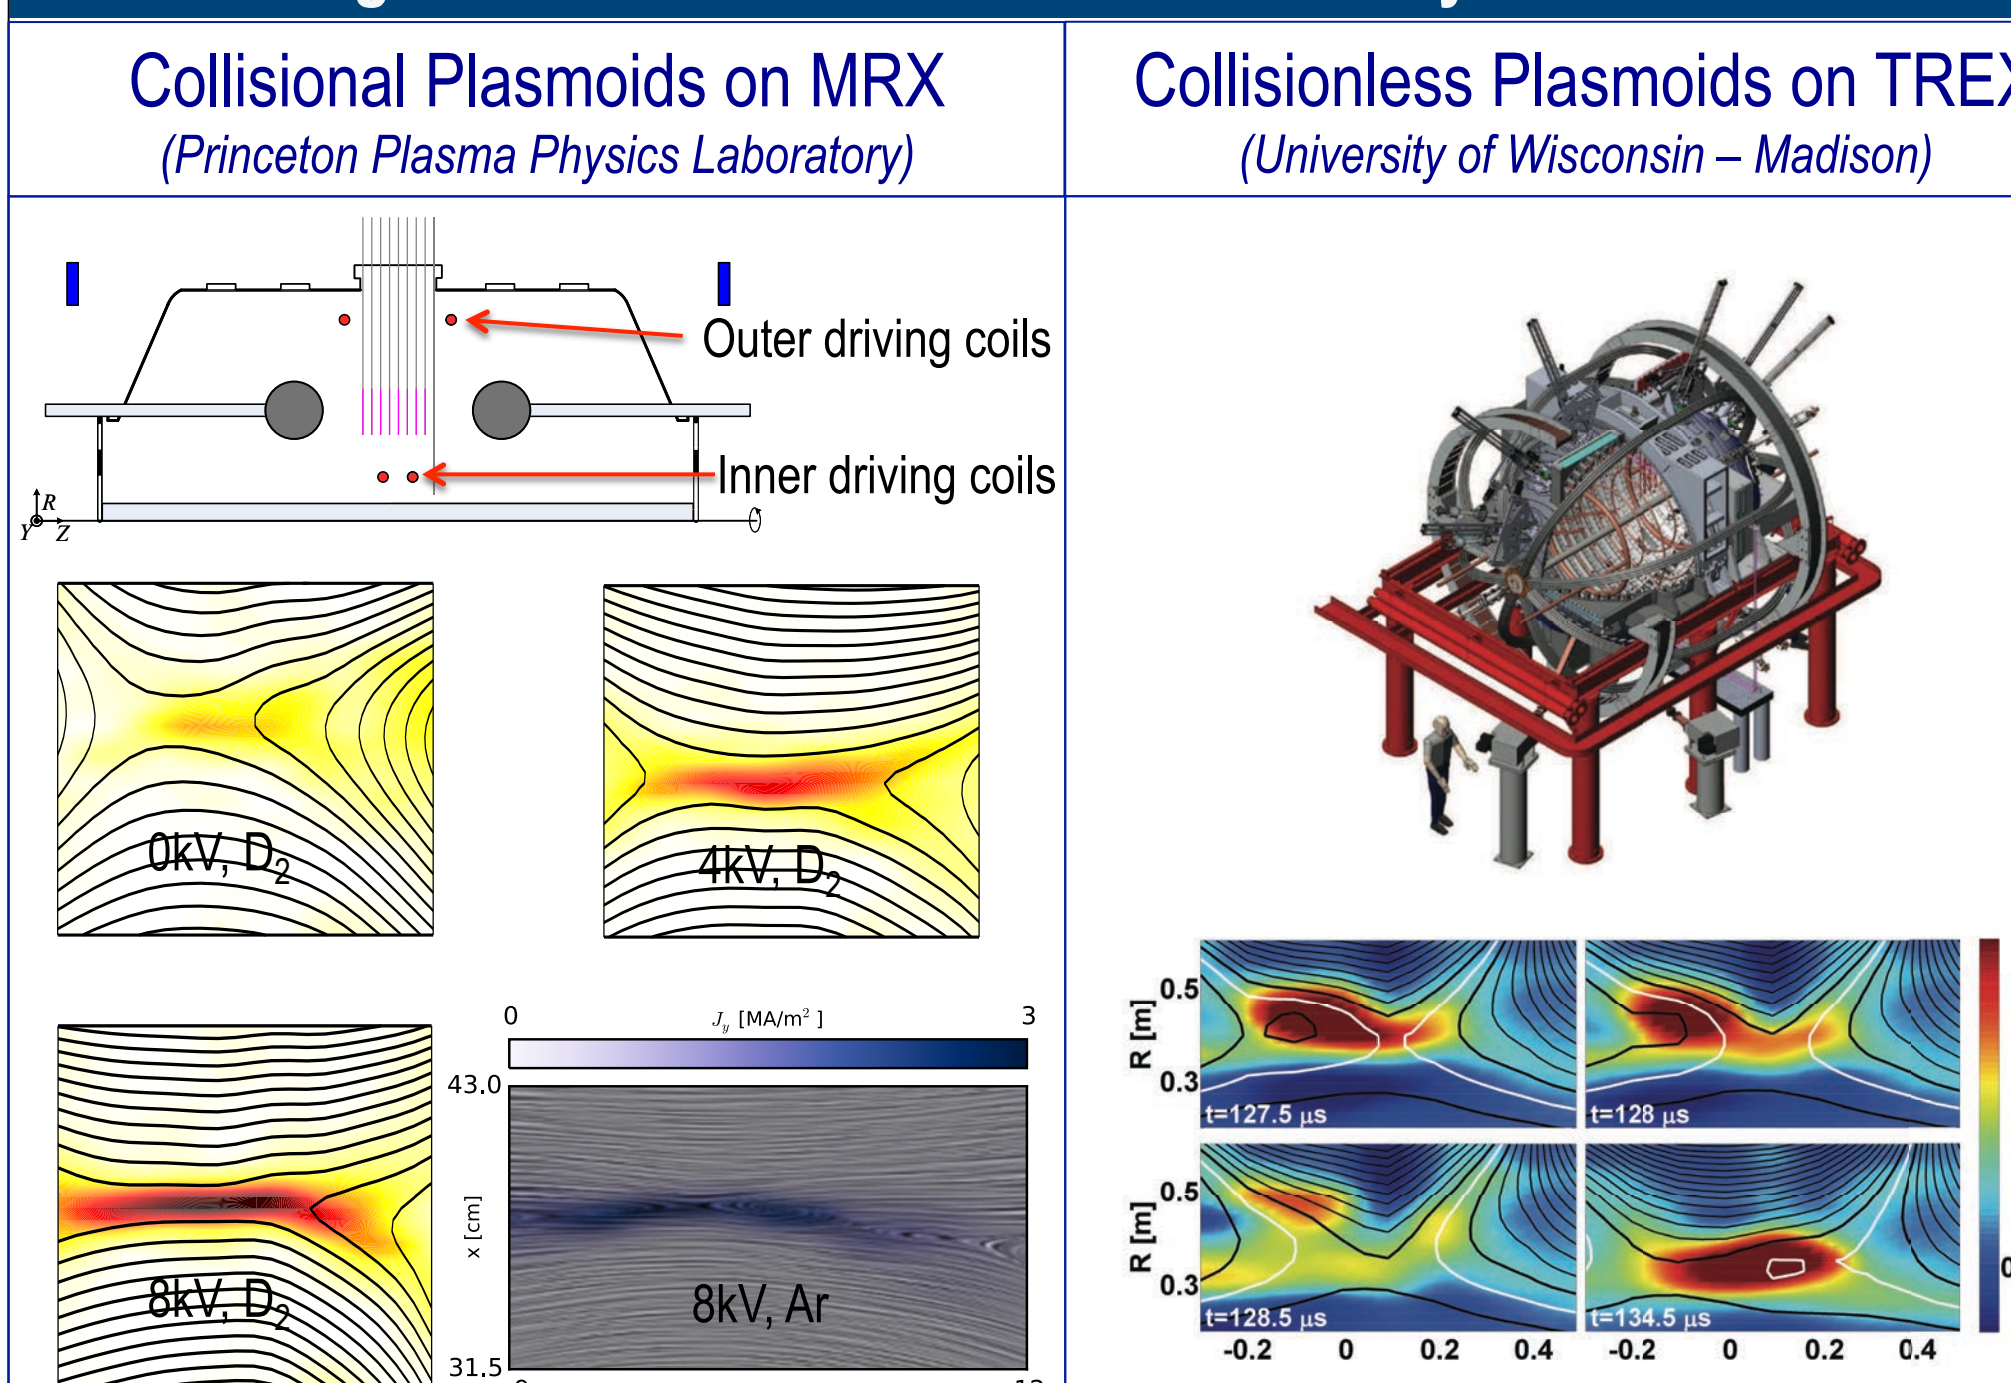 Collisional Plasmoids on MRX
(Princeton Plasma Physics Laboratory)
Outer driving coils
Inner driving coils
R
Y Z
0kV, D₂
4kV, D₂
0 J_y [MA/m²] 3
43.0
x [cm]
31.5
8kV, D₂
8kV, Ar
Collisionless Plasmoids on TREX
(University of Wisconsin – Madison)
R [m]
0.5
0.3
t=127.5 μs
t=128 μs
R [m]
0.5
0.3
t=128.5 μs
t=134.5 μs
0
-0.2 0 0.2 0.4
-0.2 0 0.2 0.4